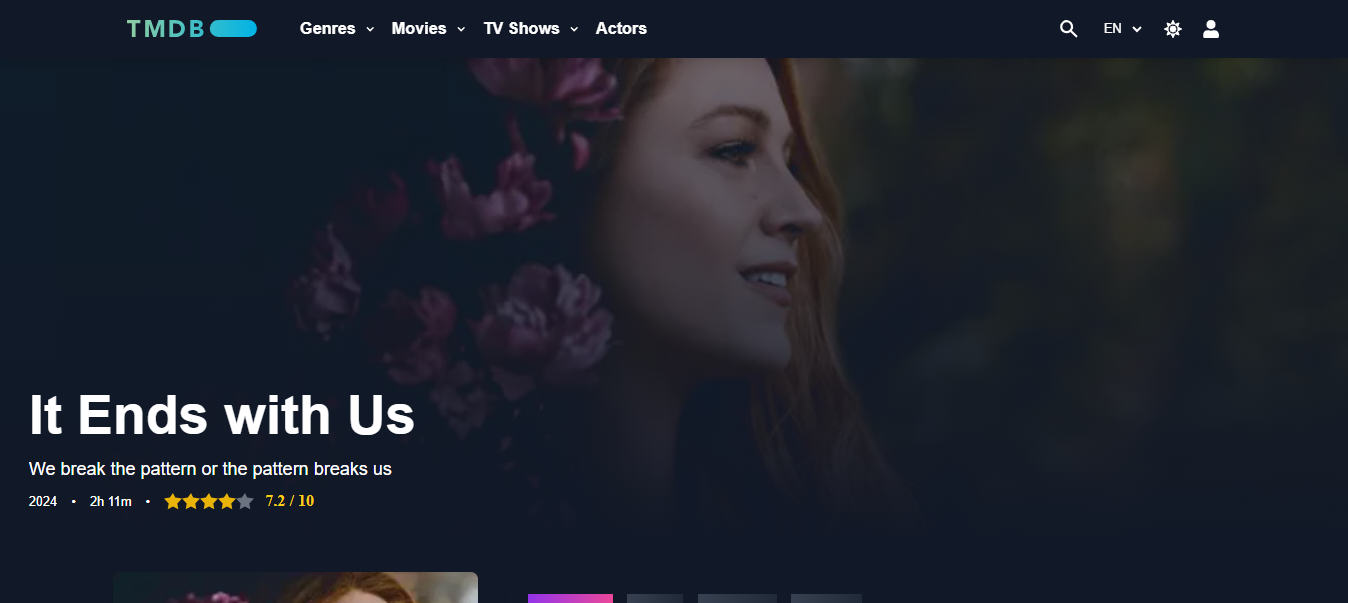 TMDB Genres Movies TV Shows Actors EN
It Ends with Us
We break the pattern or the pattern breaks us
2024 • 2h 11m • 7.2 / 10